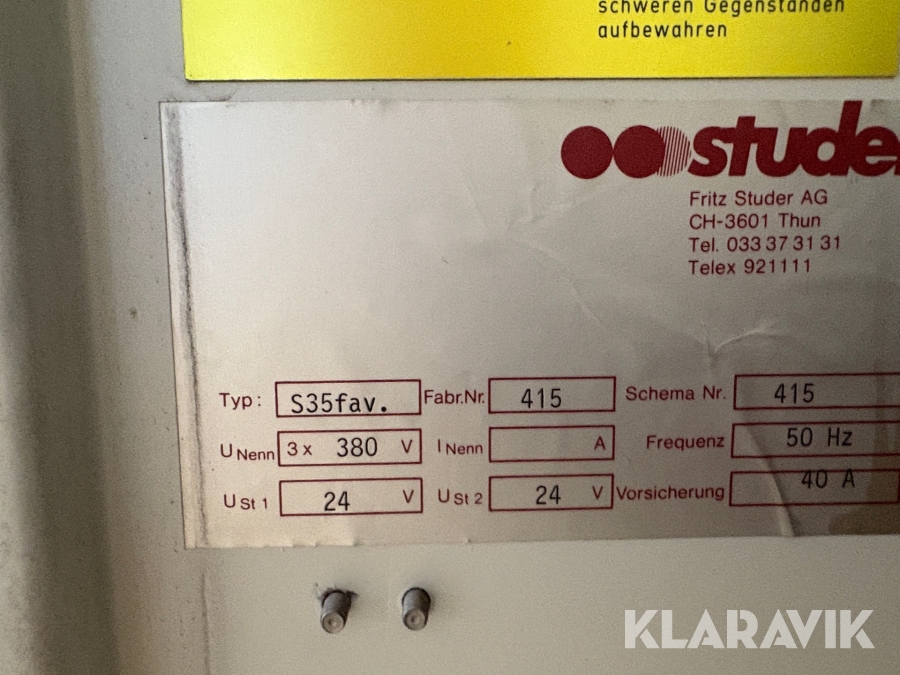 schweren Gegenständen
aufbewahren
studer
Fritz Studer AG
CH-3601 Thun
Tel. 033 37 31 31
Telex 921111
Typ: S35fav. Fabr.Nr. 415 Schema Nr. 415
U Nenn 3 x 380 V I Nenn A Frequenz 50 Hz
U St 1 24 V U St 2 24 V Vorsicherung 40 A
KLARAVIK